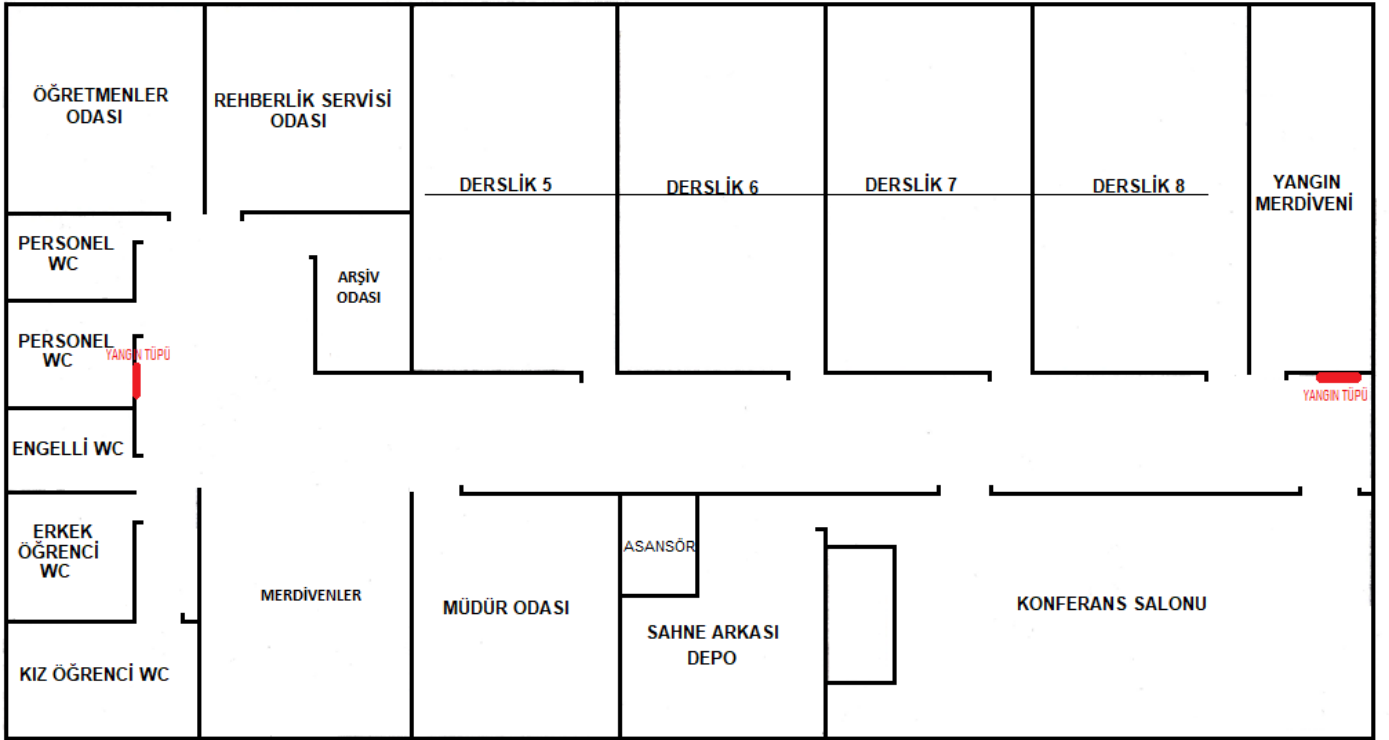 ÖĞRETMENLER
ODASI
REHBERLİK SERVİSİ
ODASI
DERSLİK 5
DERSLİK 6
DERSLİK 7
DERSLİK 8
YANGIN
MERDİVENİ
PERSONEL
WC
ARŞİV
ODASI
PERSONEL
WC
YANGIN TÜPÜ
YANGIN TÜPÜ
ENGELLİ WC
ERKEK
ÖĞRENCİ
WC
MERDİVENLER
MÜDÜR ODASI
ASANSÖR
SAHNE ARKASI
DEPO
KONFERANS SALONU
KIZ ÖĞRENCİ WC